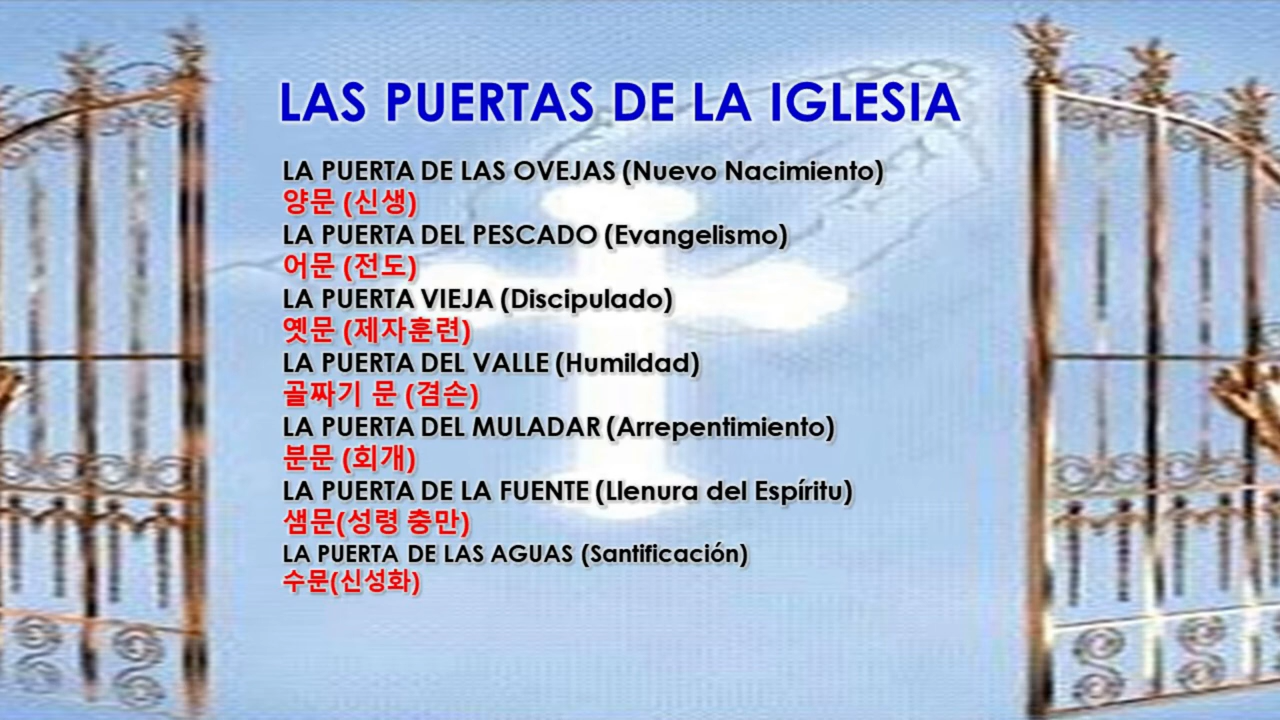 LAS PUERTAS DE LA IGLESIA
LA PUERTA DE LAS OVEJAS (Nuevo Nacimiento)
양문 (신생)
LA PUERTA DEL PESCADO (Evangelismo)
어문 (전도)
LA PUERTA VIEJA (Discipulado)
옛문 (제자훈련)
LA PUERTA DEL VALLE (Humildad)
골짜기 문 (겸손)
LA PUERTA DEL MULADAR (Arrepentimiento)
분문 (회개)
LA PUERTA DE LA FUENTE (Llenura del Espíritu)
샘문(성령 충만)
LA PUERTA DE LAS AGUAS (Santificación)
수문(신성화)